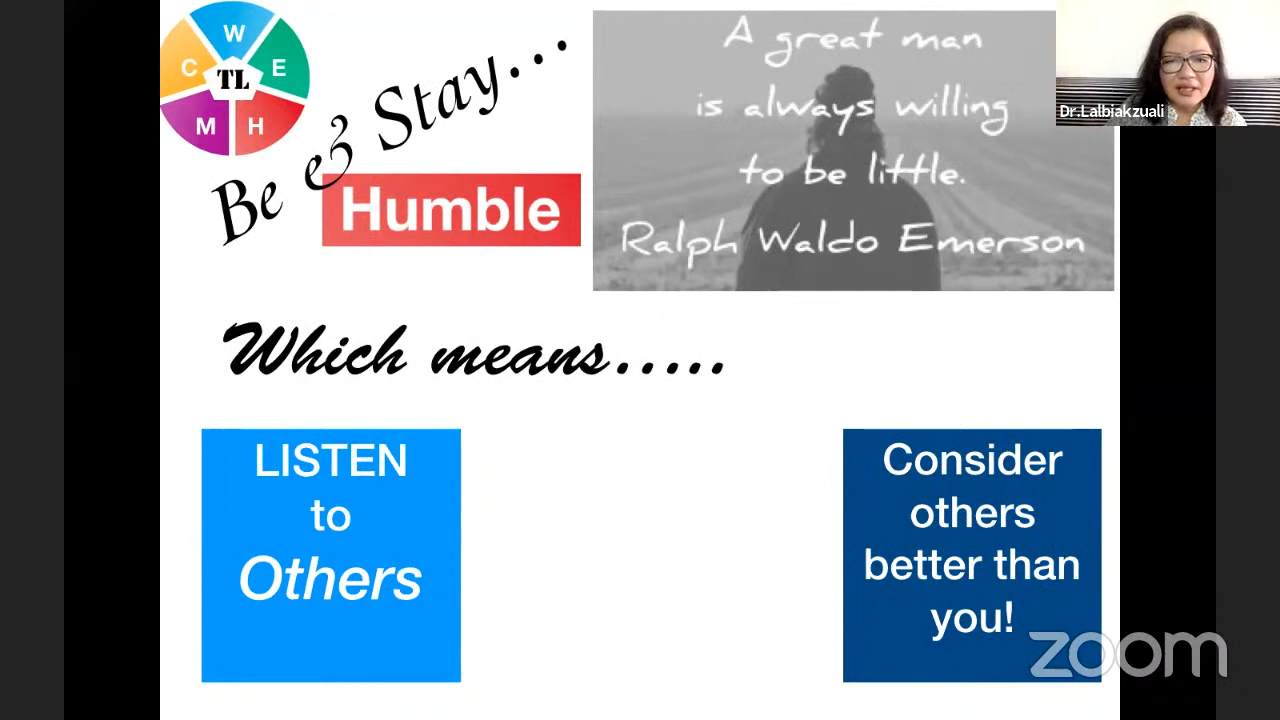 W
C
E
TL
M
H
Be & Stay...
Humble
A great man
is always willing
to be little.
Ralph Waldo Emerson
Dr.Lalbiakzuali
Which means.....
LISTEN
to
Others
Consider
others
better than
you!
zoom